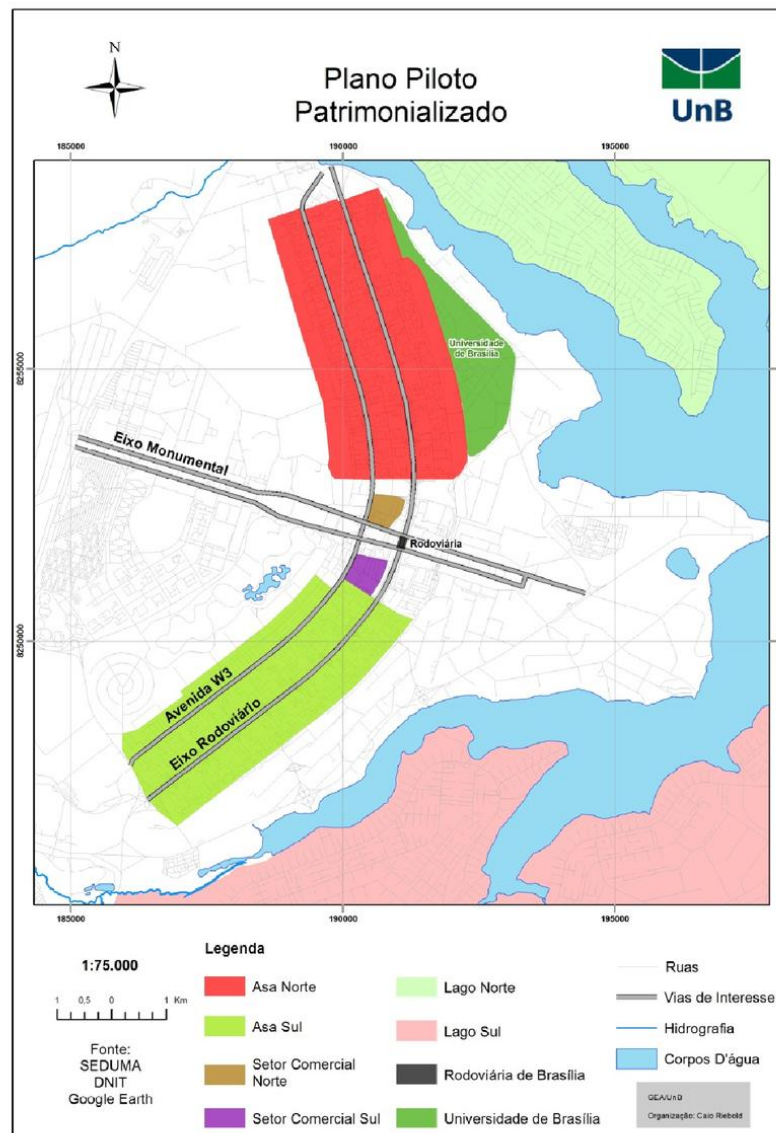 N
Plano Piloto
Patrimonializado
UnB
185000
190000
195000
8255000
8250000
Universidade
de Brasília
Eixo Monumental
Rodoviária
Avenida W3
Eixo Rodoviário
185000
190000
195000
1:75.000
1 0,5 0 1 Km
Fonte:
SEDUMA
DNIT
Google Earth
Legenda
Asa Norte
Asa Sul
Setor Comercial
Norte
Setor Comercial Sul
Lago Norte
Lago Sul
Rodoviária de Brasília
Universidade de Brasília
Ruas
Vias de Interesse
Hidrografia
Corpos D'água
GEA/UnB
Organização: Caio Riebold